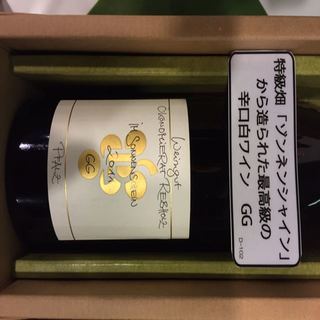 Weingut
ÖKONOMIERAT REBHOLZ
IM SONNENSCHEIN
GG
PFALZ
特級畑「ゾンネンシャイン」
から造られた最高級の
辛口白ワイン GG
D-102